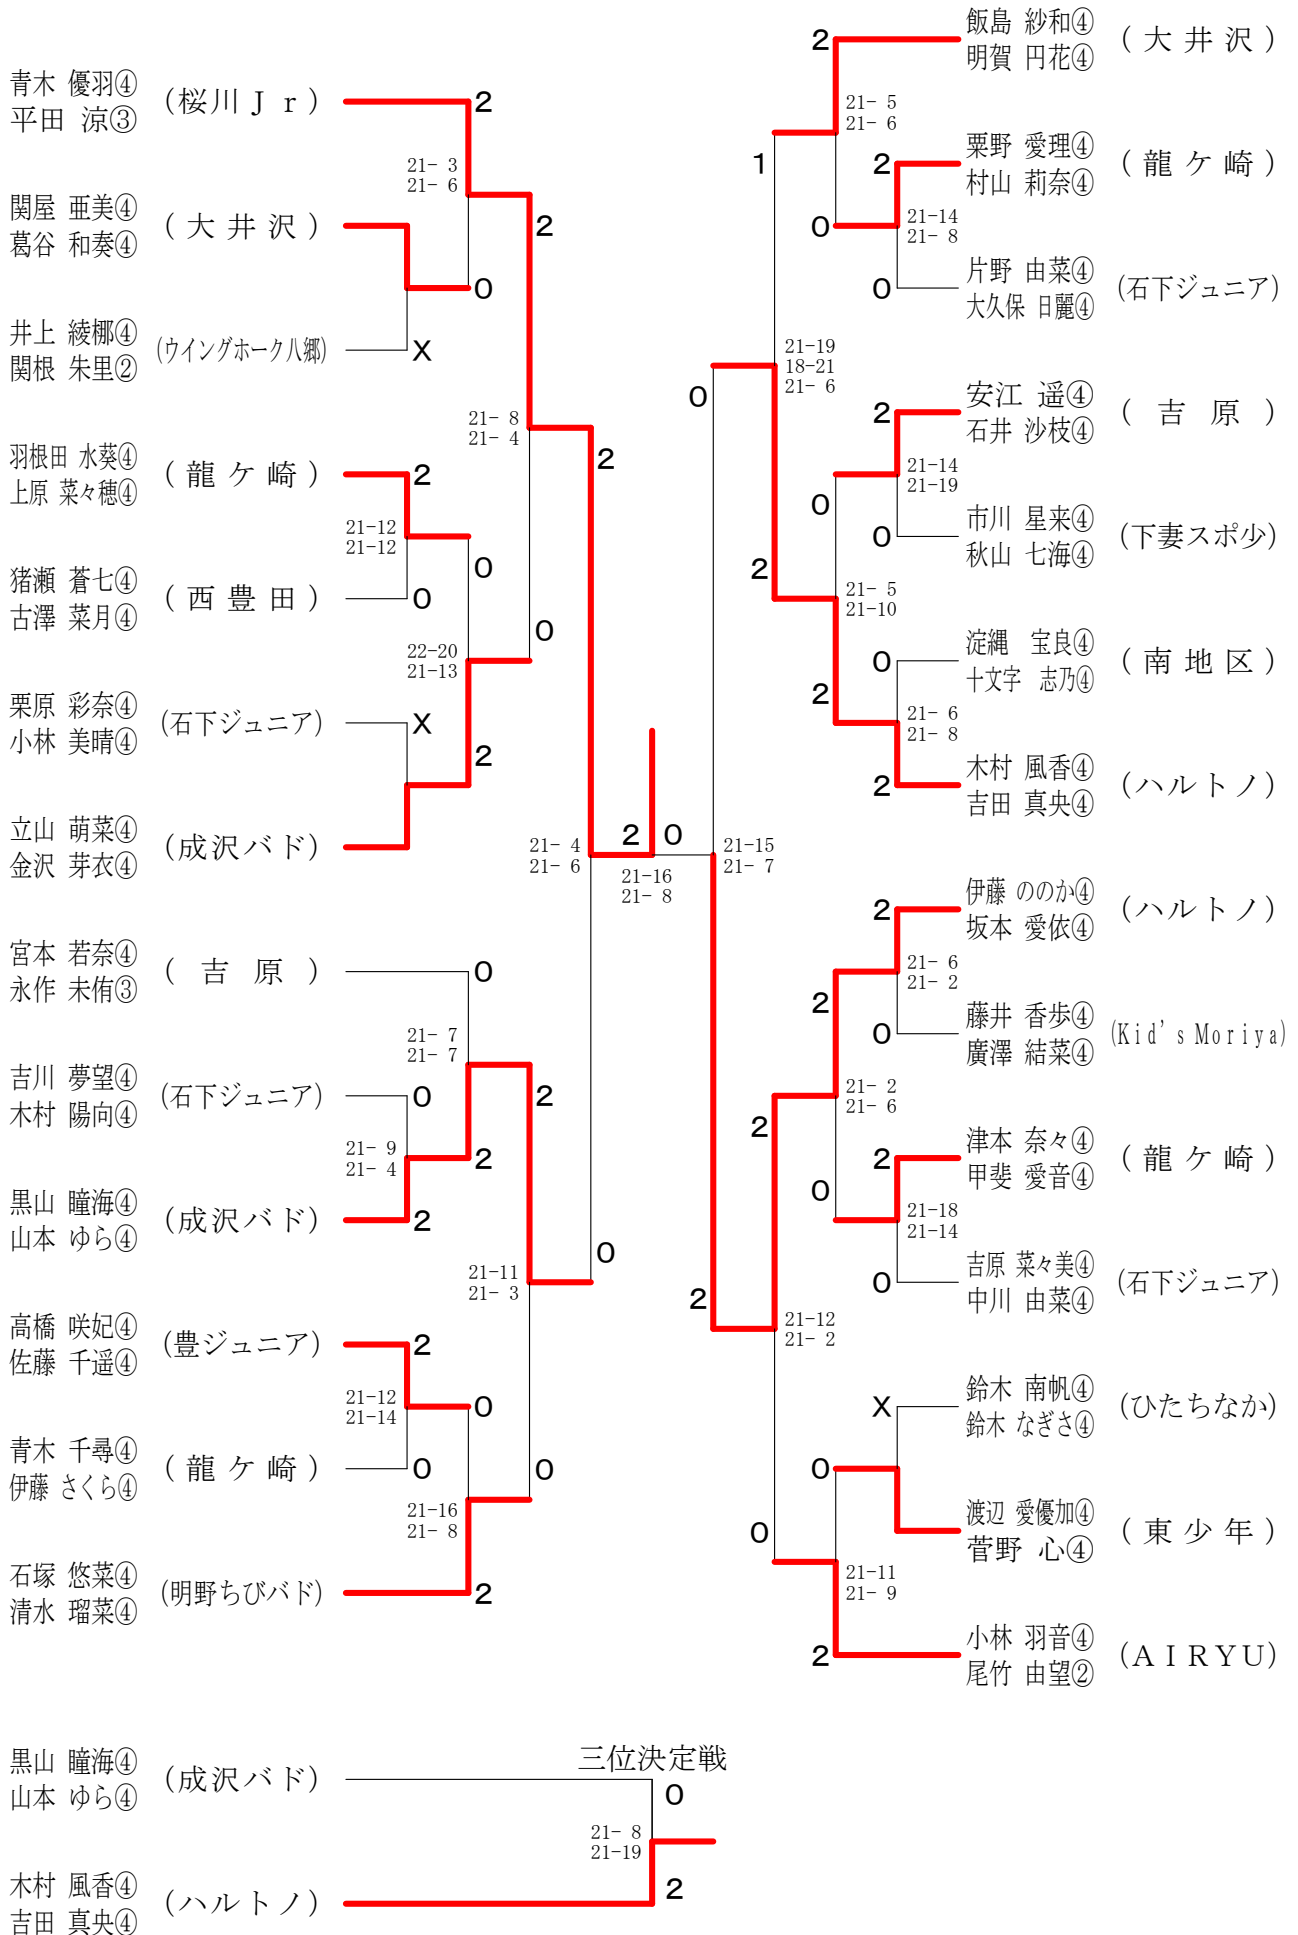 青木 優羽④
平田 涼③
(桜川Ｊｒ)
2
21- 3
21- 6
関屋 亜美④
葛谷 和奏④
(大井沢)
0
井上 綾梛④
関根 朱里②
(ウイングホーク八郷)
X
2
21- 8
21- 4
羽根田 水葵④
上原 菜々穂④
(龍ケ崎)
2
21-12
21-12
猪瀬 蒼七④
古澤 菜月④
(西豊田)
0
0
22-20
21-13
栗原 彩奈④
小林 美晴④
(石下ジュニア)
X
2
立山 萌菜④
金沢 芽衣④
(成沢バド)
0
2
21- 4
21- 6
宮本 若奈④
永作 未侑③
(吉原)
0
21- 7
21- 7
吉川 夢望④
木村 陽向④
(石下ジュニア)
0
21- 9
21- 4
2
黒山 瞳海④
山本 ゆら④
(成沢バド)
2
2
21-11
21- 3
0
高橋 咲妃④
佐藤 千遥④
(豊ジュニア)
2
21-12
21-14
0
青木 千尋④
伊藤 さくら④
(龍ケ崎)
0
0
21-16
21- 8
石塚 悠菜④
清水 瑠菜④
(明野ちびバド)
2
2
0
21-16
21- 8
飯島 紗和④
明賀 円花④
(大井沢)
2
21- 5
21- 6
1
粟野 愛理④
村山 莉奈④
(龍ケ崎)
2
21-14
21- 8
0
片野 由菜④
大久保 日麗④
(石下ジュニア)
0
21-19
18-21
21- 6
0
安江 遥④
石井 沙枝④
(吉原)
2
21-14
21-19
0
市川 星来④
秋山 七海④
(下妻スポ少)
0
2
21- 5
21-10
淀縄 宝良④
十文字 志乃④
(南地区)
0
21- 6
21- 8
2
木村 風香④
吉田 真央④
(ハルトノ)
2
21-15
21- 7
伊藤 ののか④
坂本 愛依④
(ハルトノ)
2
21- 6
21- 2
2
藤井 香歩④
廣澤 結菜④
(Kid’s Moriya)
0
21- 2
21- 6
2
津本 奈々④
甲斐 愛音④
(龍ケ崎)
2
21-18
21-14
0
吉原 菜々美④
中川 由菜④
(石下ジュニア)
0
2
21-12
21- 2
鈴木 南帆④
鈴木 なぎさ④
(ひたちなか)
X
0
渡辺 愛優加④
菅野 心④
(東少年)
0
21-11
21- 9
小林 羽音④
尾竹 由望②
(ＡＩＲＹＵ)
2
三位決定戦
黒山 瞳海④
山本 ゆら④
(成沢バド)
0
21- 8
21-19
木村 風香④
吉田 真央④
(ハルトノ)
2